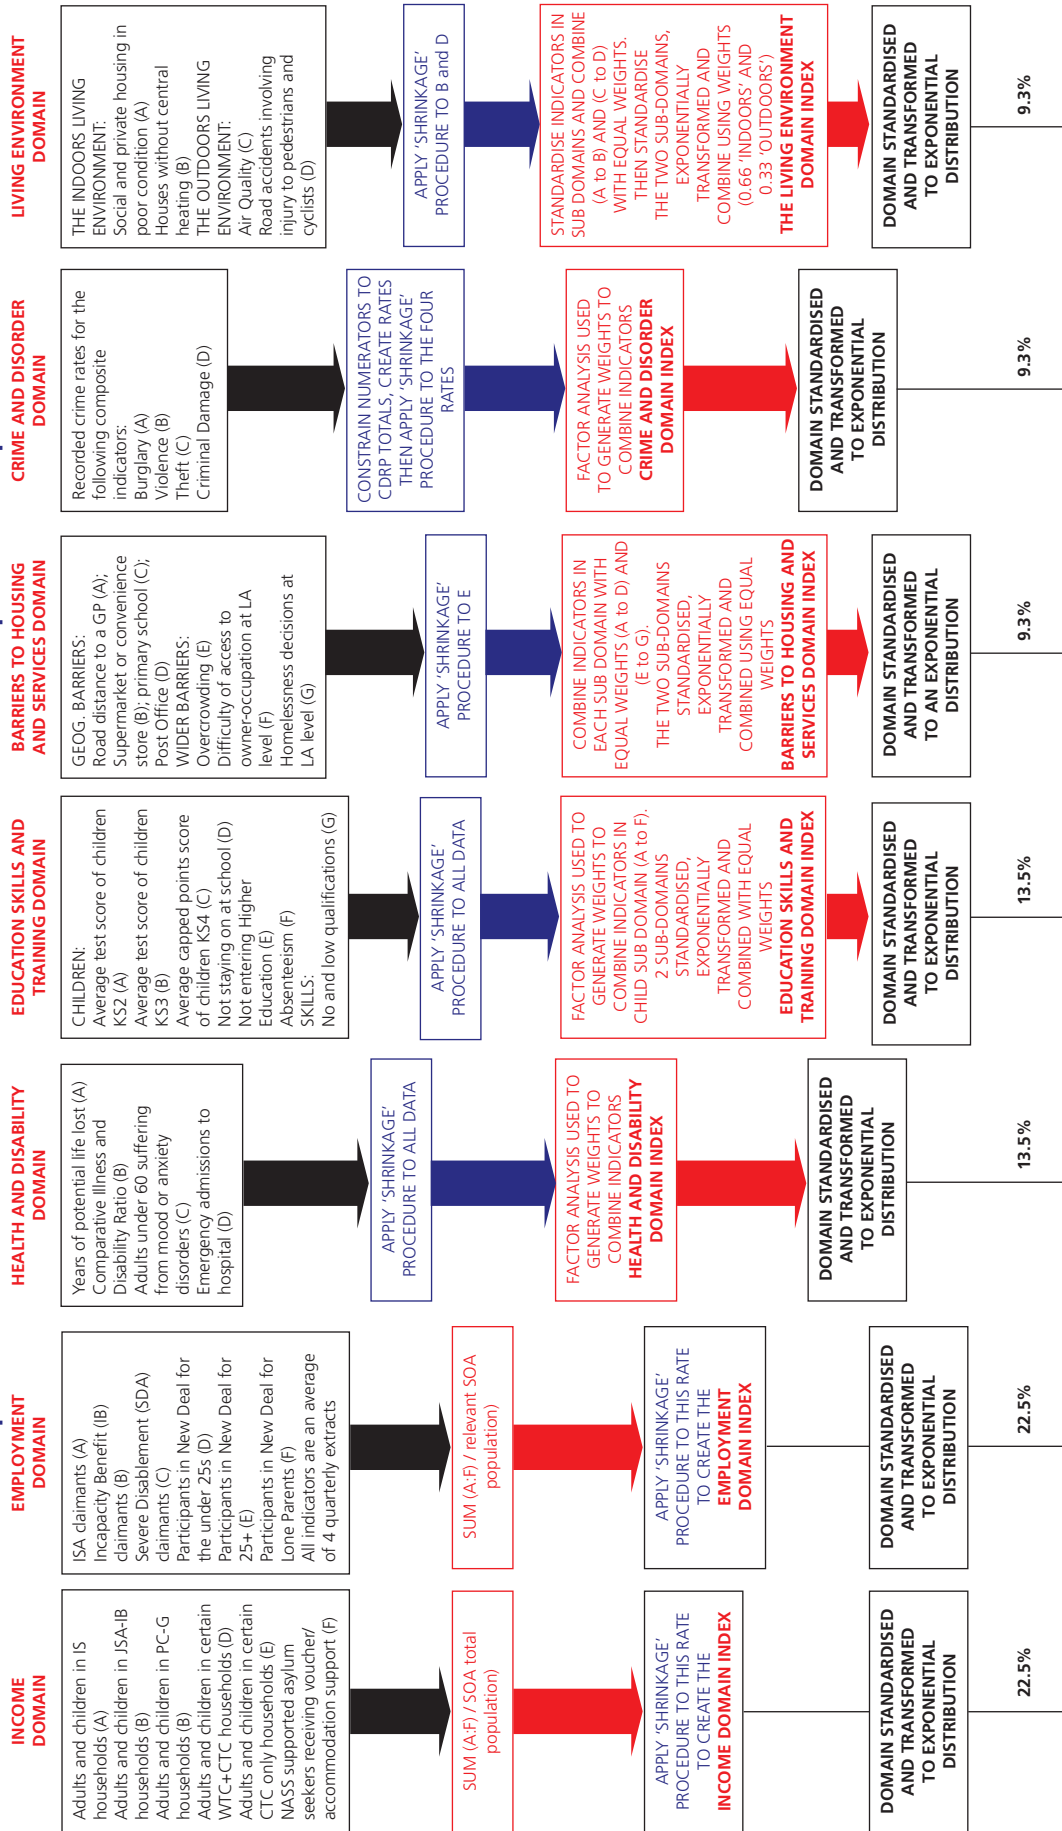 INCOME
DOMAIN
Adults and children in IS
households (A)
Adults and children in JSA-IB
households (B)
Adults and children in PC-G
households (B)
Adults and children in certain
WTC+CTC households (D)
Adults and children in certain
CTC only households (E)
NASS supported asylum
seekers receiving voucher/
accommodation support (F)
SUM (A:F) / SOA total
population)
APPLY 'SHRINKAGE'
PROCEDURE TO THIS RATE
TO CREATE THE
INCOME DOMAIN INDEX
DOMAIN STANDARDISED
AND TRANSFORMED
TO EXPONENTIAL
DISTRIBUTION
22.5%
EMPLOYMENT
DOMAIN
ISA claimants (A)
Incapacity Benefit (IB)
claimants (B)
Severe Disablement (SDA)
claimants (C)
Participants in New Deal for
the under 25s (D)
Participants in New Deal for
25+ (E)
Participants in New Deal for
Lone Parents (F)
All indicators are an average
of 4 quarterly extracts
SUM (A:F) / relevant SOA
population)
APPLY 'SHRINKAGE'
PROCEDURE TO THIS RATE
TO CREATE THE
EMPLOYMENT
DOMAIN INDEX
DOMAIN STANDARDISED
AND TRANSFORMED
TO EXPONENTIAL
DISTRIBUTION
22.5%
HEALTH AND DISABILITY
DOMAIN
Years of potential life lost (A)
Comparative Illness and
Disability Ratio (B)
Adults under 60 suffering
from mood or anxiety
disorders (C)
Emergency admissions to
hospital (D)
APPLY 'SHRINKAGE'
PROCEDURE TO ALL DATA
FACTOR ANALYSIS USED TO
GENERATE WEIGHTS TO
COMBINE INDICATORS
HEALTH AND DISABILITY
DOMAIN INDEX
DOMAIN STANDARDISED
AND TRANSFORMED
TO EXPONENTIAL
DISTRIBUTION
13.5%
EDUCATION SKILLS AND
TRAINING DOMAIN
CHILDREN:
Average test score of children
KS2 (A)
Average test score of children
KS3 (B)
Average capped points score
of children KS4 (C)
Not staying on at school (D)
Not entering Higher
Education (E)
Absenteeism (F)
SKILLS:
No and low qualifications (G)
APPLY 'SHRINKAGE'
PROCEDURE TO ALL DATA
FACTOR ANALYSIS USED TO
GENERATE WEIGHTS TO
COMBINE INDICATORS IN
CHILD SUB DOMAIN (A to F).
2 SUB-DOMAINS
STANDARDISED,
EXPONENTIALLY
TRANSFORMED AND
COMBINED WITH EQUAL
WEIGHTS
EDUCATION SKILLS AND
TRAINING DOMAIN INDEX
DOMAIN STANDARDISED
AND TRANSFORMED
TO EXPONENTIAL
DISTRIBUTION
13.5%
BARRIERS TO HOUSING
AND SERVICES DOMAIN
GEOG. BARRIERS:
Road distance to a GP (A);
Supermarket or convenience
store (B); primary school (C);
Post Office (D)
WIDER BARRIERS:
Overcrowding (E)
Difficulty of access to
owner-occupation at LA
level (F)
Homelessness decisions at
LA level (G)
APPLY 'SHRINKAGE'
PROCEDURE TO E
COMBINE INDICATORS IN
EACH SUB DOMAIN WITH
EQUAL WEIGHTS (A to D) AND
(E to G).
THE TWO SUB-DOMAINS
STANDARDISED,
EXPONENTIALLY
TRANSFORMED AND
COMBINED USING EQUAL
WEIGHTS
BARRIERS TO HOUSING AND
SERVICES DOMAIN INDEX
DOMAIN STANDARDISED
AND TRANSFORMED
TO AN EXPONENTIAL
DISTRIBUTION
9.3%
CRIME AND DISORDER
DOMAIN
Recorded crime rates for the
following composite
indicators:
Burglary (A)
Violence (B)
Theft (C)
Criminal Damage (D)
CONSTRAIN NUMERATORS TO
CDRP TOTALS, CREATE RATES
THEN APPLY 'SHRINKAGE'
PROCEDURE TO THE FOUR
RATES
FACTOR ANALYSIS USED
TO GENERATE WEIGHTS TO
COMBINE INDICATORS
CRIME AND DISORDER
DOMAIN INDEX
DOMAIN STANDARDISED
AND TRANSFORMED
TO EXPONENTIAL
DISTRIBUTION
9.3%
LIVING ENVIRONMENT
DOMAIN
THE INDOORS LIVING
ENVIRONMENT:
Social and private housing in
poor condition (A)
Houses without central
heating (B)
THE OUTDOORS LIVING
ENVIRONMENT:
Air Quality (C)
Road accidents involving
injury to pedestrians and
cyclists (D)
APPLY 'SHRINKAGE'
PROCEDURE TO B and D
STANDARDISE INDICATORS IN
SUB DOMAINS AND COMBINE
(A to B) AND (C to D)
WITH EQUAL WEIGHTS.
THEN STANDARDISE
THE TWO SUB-DOMAINS,
EXPONENTIALLY
TRANSFORMED AND
COMBINE USING WEIGHTS
(0.66 'INDOORS' AND
0.33 'OUTDOORS')
THE LIVING ENVIRONMENT
DOMAIN INDEX
DOMAIN STANDARDISED
AND TRANSFORMED
TO EXPONENTIAL
DISTRIBUTION
9.3%